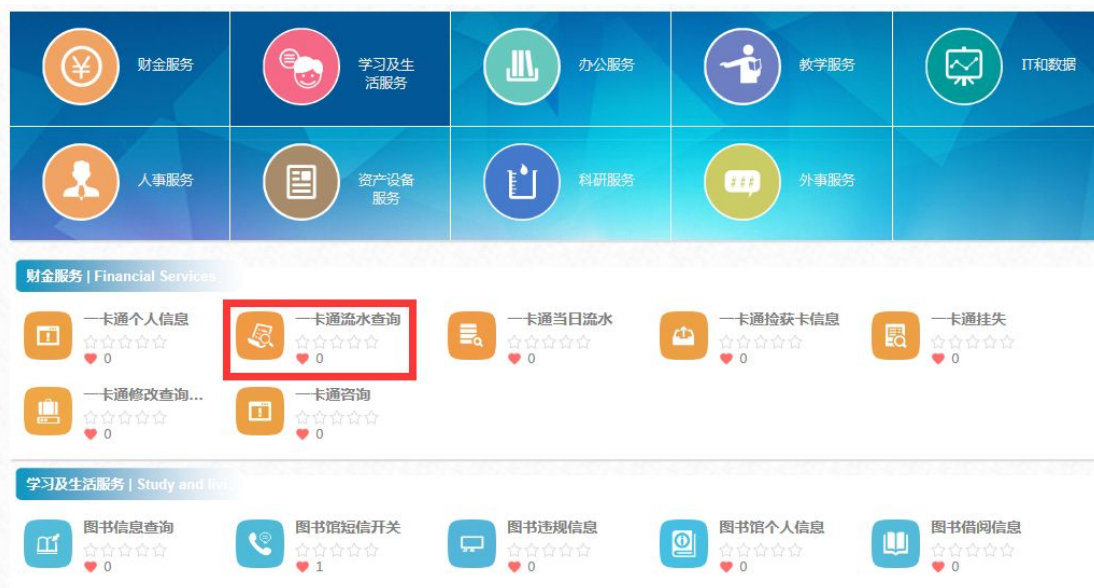 财金服务
学习及生
活服务
办公服务
教学服务
IT和数据
人事服务
资产设备
服务
科研服务
外事服务
财金服务 | Financial Services
一卡通个人信息
0
一卡通流水查询
0
一卡通当日流水
0
一卡通捡获卡信息
0
一卡通挂失
0
一卡通修改查询...
0
一卡通咨询
0
学习及生活服务 | Study and
图书信息查询
0
图书馆短信开关
1
图书违规信息
0
图书馆个人信息
0
图书借阅信息
0